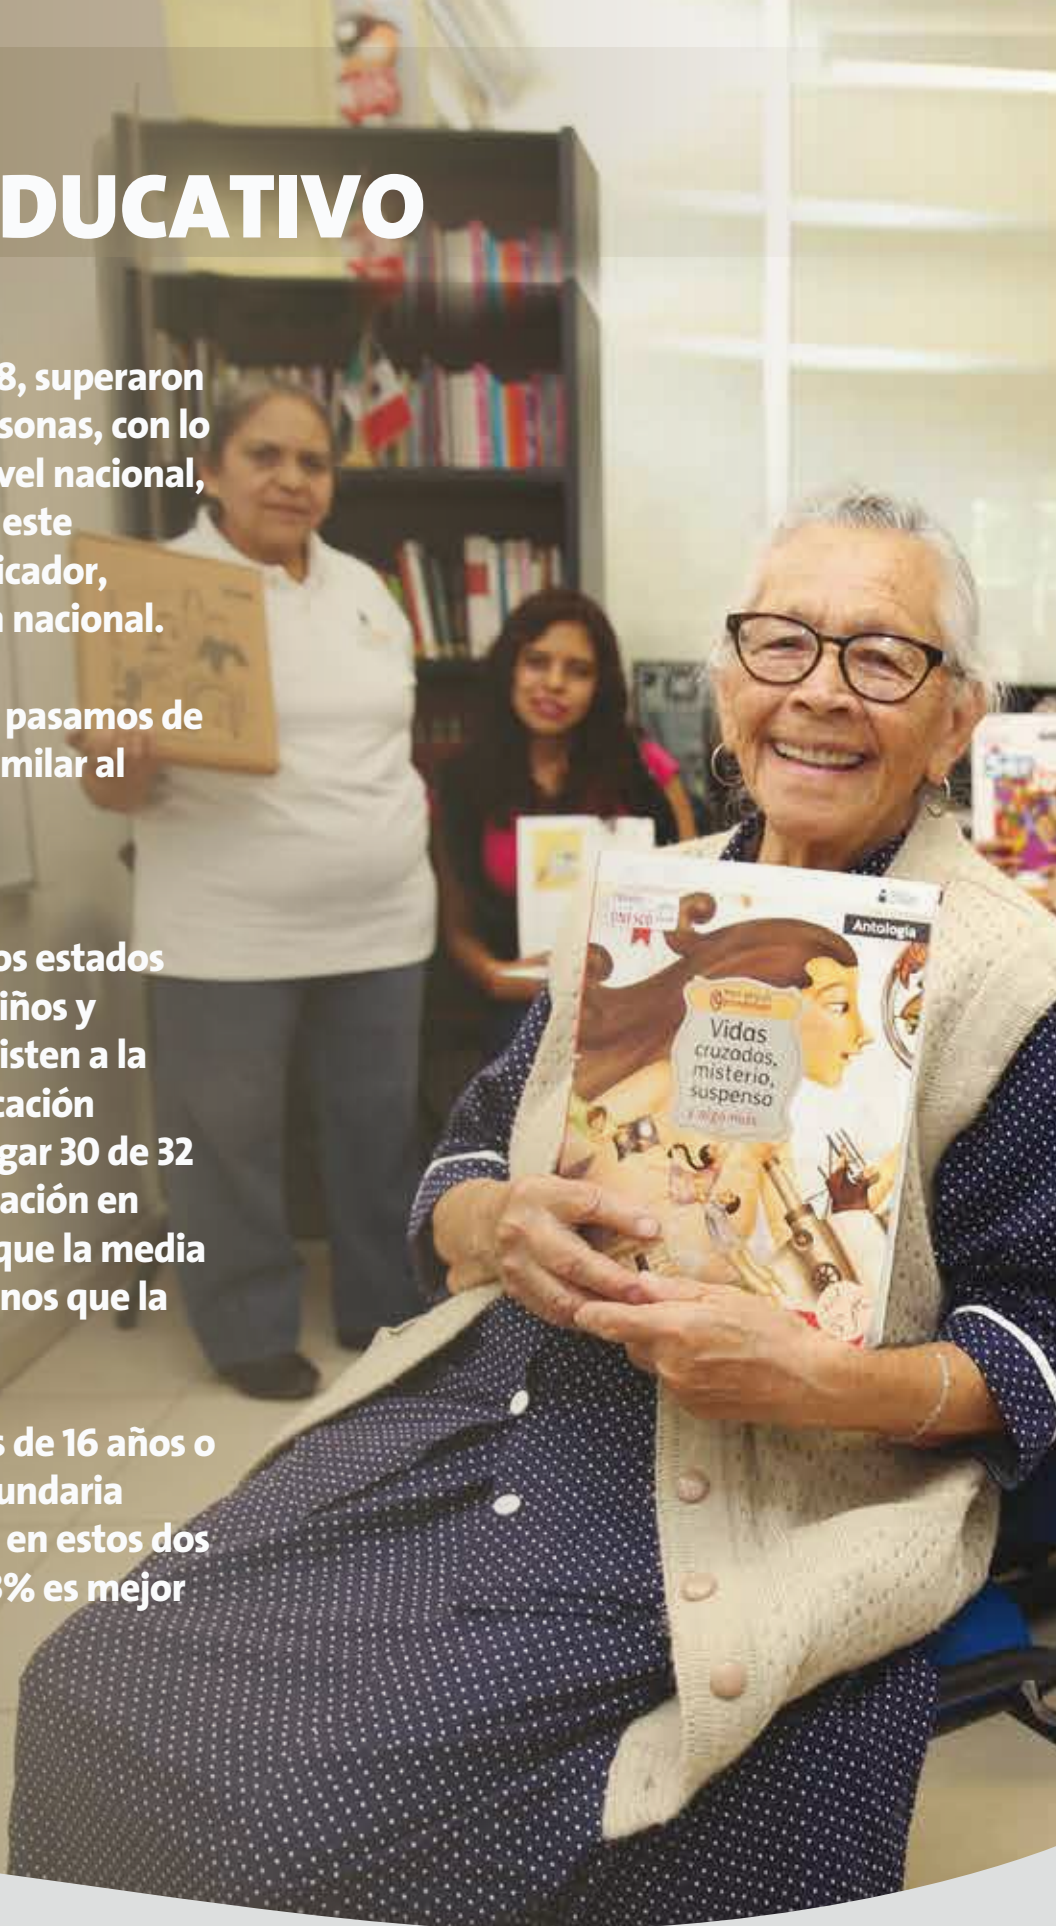 DUCATIVO
8, superaron
sonas, con lo
vel nacional,
este
icador,
n nacional.
pasamos de
milar al
os estados
iños y
isten a la
cación
gar 30 de 32
ación en
que la media
nos que la
s de 16 años o
undaria
en estos dos
% es mejor
UNESCO
Antología
Vidas
cruzadas,
misterio,
suspenso
y algo más